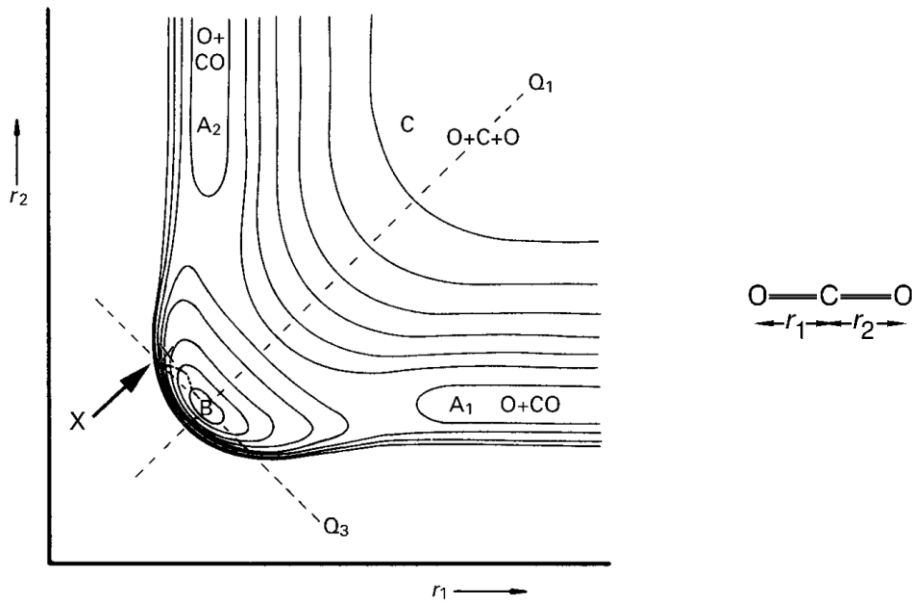 O+
CO
A₂
Q₁
C
O+C+O
r₂
O=C=O
r₁ r₂
A₁ O+CO
B
X
Q₃
r₁